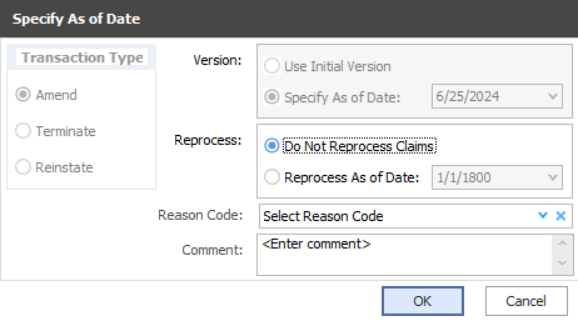 Specify As of Date
Transaction Type
Amend
Terminate
Reinstate
Version:
Use Initial Version
Specify As of Date:
6/25/2024
Reprocess:
Do Not Reprocess Claims
Reprocess As of Date:
1/1/1800
Reason Code:
Select Reason Code
Comment:
<Enter comment>
OK
Cancel